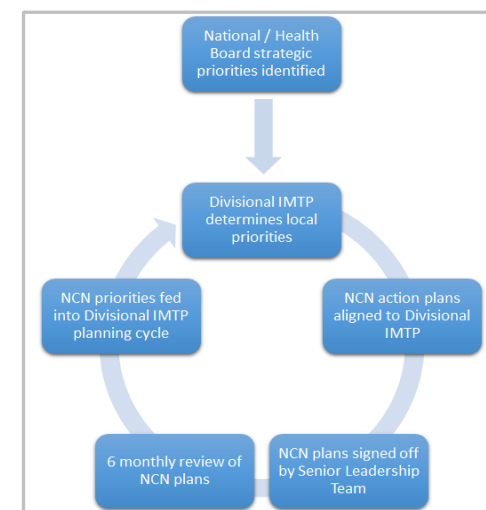 National / Health
Board strategic
priorities identified
Divisional IMTP
determines local
priorities
NCN action plans
aligned to Divisional
IMTP
NCN plans signed off
by Senior Leadership
Team
6 monthly review of
NCN plans
NCN priorities fed
into Divisional IMTP
planning cycle